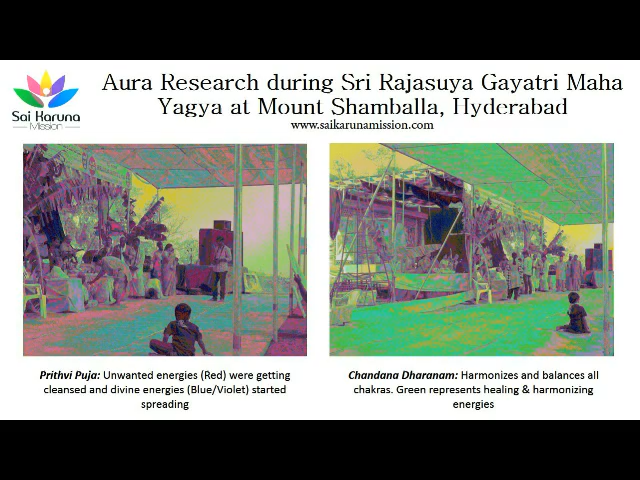 Aura Research during Sri Rajasuya Gayatri Maha
Yagya at Mount Shamballa, Hyderabad
www.saikarunamission.com
Sai Karuna
Mission
Prithvi Puja: Unwanted energies (Red) were getting
cleansed and divine energies (Blue/Violet) started
spreading
Chandana Dharanam: Harmonizes and balances all
chakras. Green represents healing & harmonizing
energies